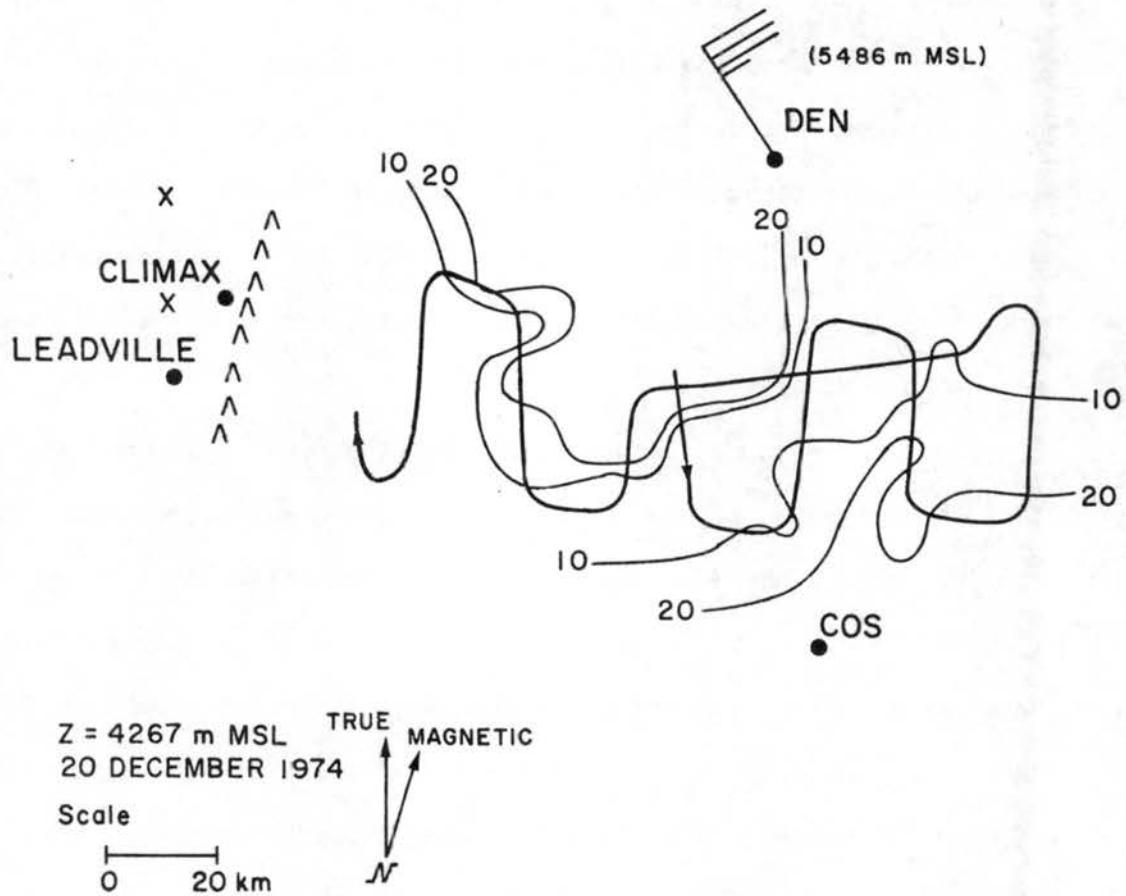 (5486 m MSL)
DEN
10 20
X
20
10
CLIMAX
X
LEADVILLE
10
20
10
20
COS
Z = 4267 m MSL
TRUE
MAGNETIC
20 DECEMBER 1974
Scale
N
0 20 km